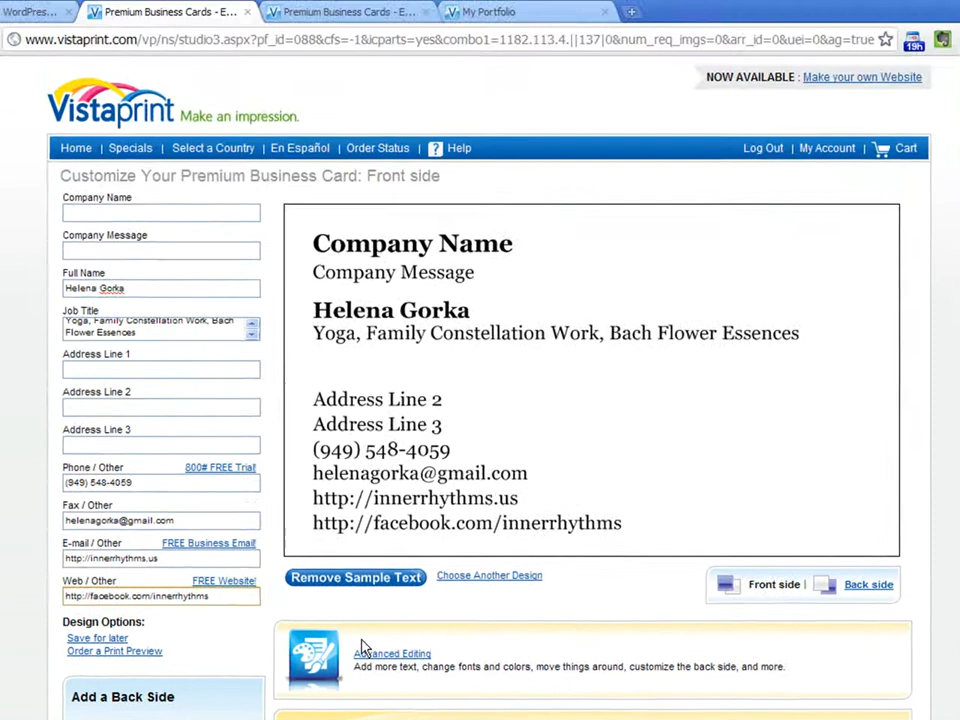 WordPres...
Premium Business Cards - E...
Premium Business Cards - E...
My Portfolio
www.vistaprint.com/vp/ns/studio3.aspx?pf_id=088&cfs=-1&icparts=yes&combo1=1182.113.4.||137|0&num_req_imgs=0&arr_id=0&uei=0&ag=true
19h
NOW AVAILABLE : Make your own Website
Vistaprint Make an impression.
Home | Specials | Select a Country | En Español | Order Status | ? Help
Log Out | My Account | Cart
Customize Your Premium Business Card: Front side
Company Name
Company Message
Full Name
Helena Gorka
Job Title
Yoga, Family Constellation Work, Bach
Flower Essences
Address Line 1
Address Line 2
Address Line 3
Phone / Other 800# FREE Trial!
(949) 548-4059
Fax / Other
helenagorka@gmail.com
E-mail / Other FREE Business Email!
http://innerrhythms.us
Web / Other FREE Website!
http://facebook.com/innerrhythms
Design Options:
Save for later
Order a Print Preview
Add a Back Side
Company Name
Company Message
Helena Gorka
Yoga, Family Constellation Work, Bach Flower Essences
Address Line 2
Address Line 3
(949) 548-4059
helenagorka@gmail.com
http://innerrhythms.us
http://facebook.com/innerrhythms
Remove Sample Text
Choose Another Design
Front side | Back side
Advanced Editing
Add more text, change fonts and colors, move things around, customize the back side, and more.